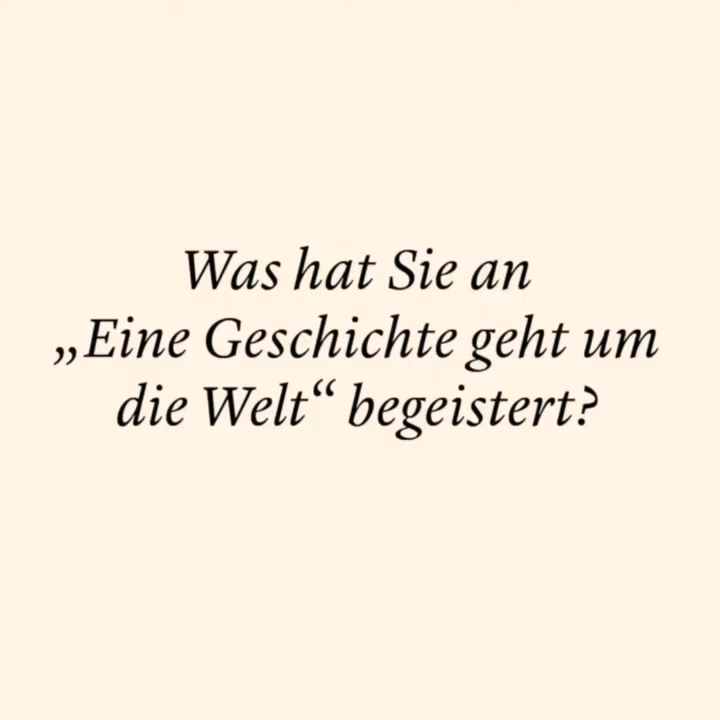 Was hat Sie an
„Eine Geschichte geht um
die Welt“ begeistert?